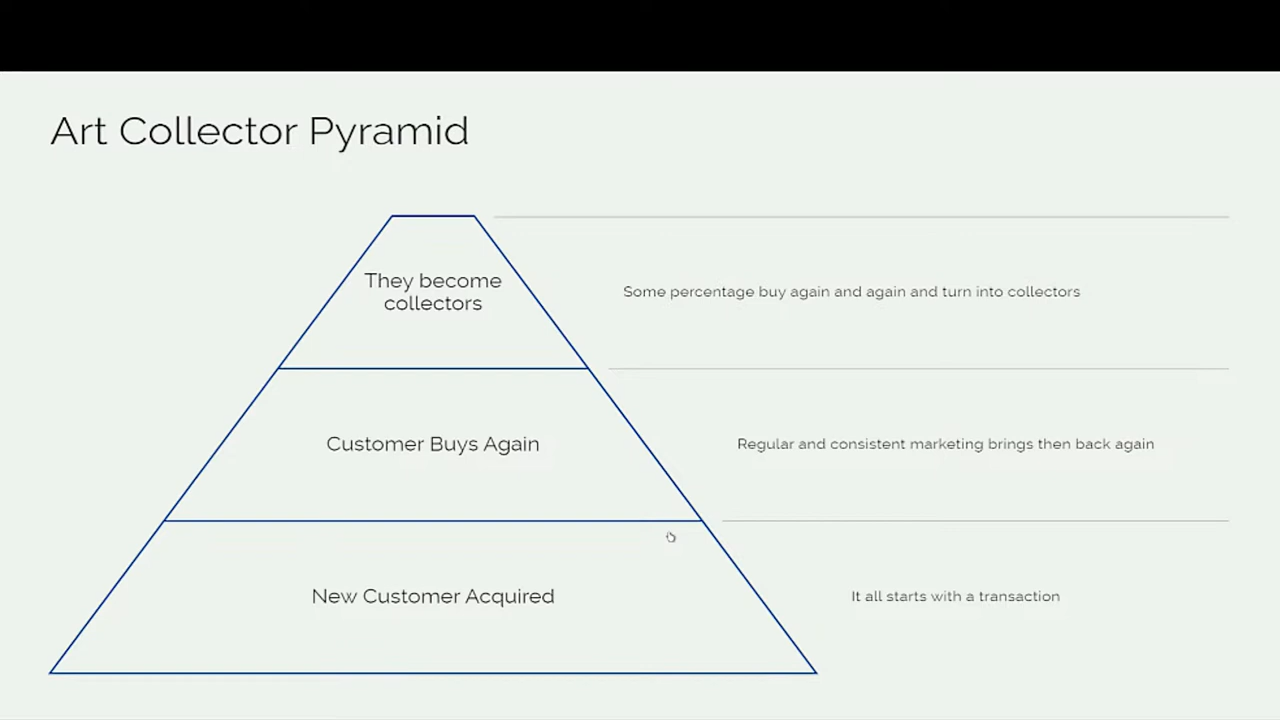 Art Collector Pyramid
They become
collectors
Some percentage buy again and again and turn into collectors
Customer Buys Again
Regular and consistent marketing brings then back again
New Customer Acquired
It all starts with a transaction